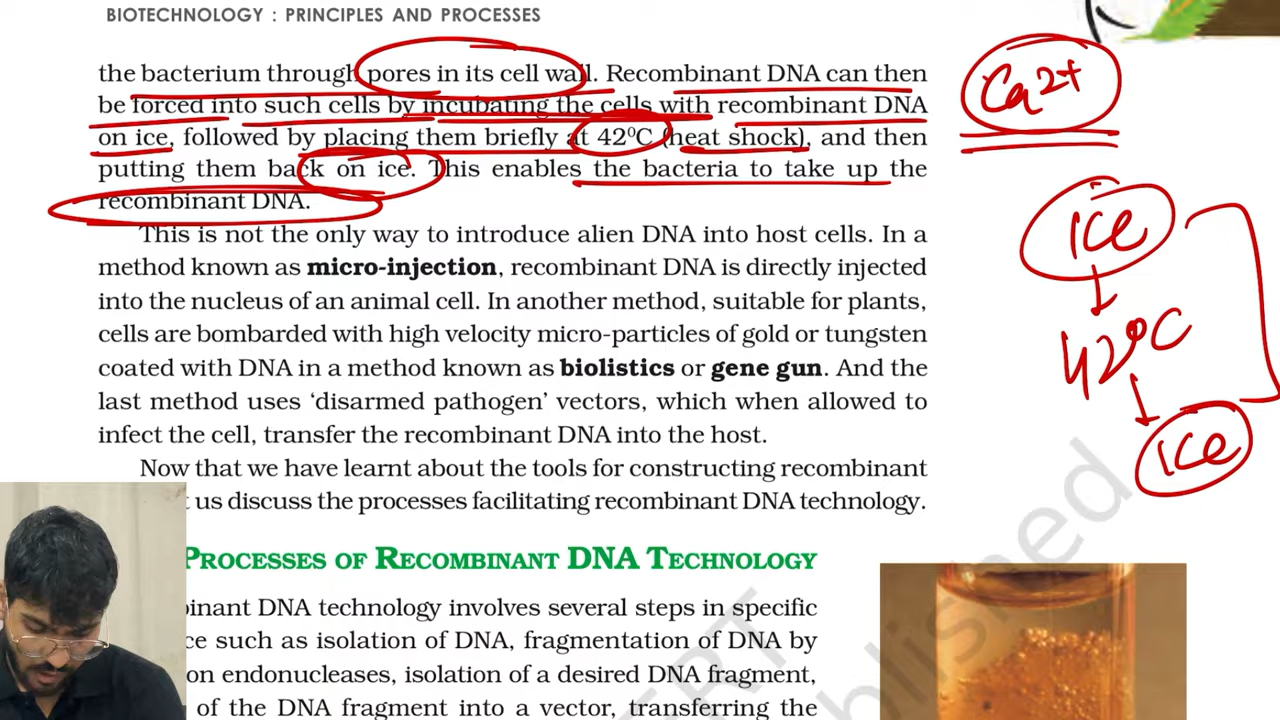 BIOTECHNOLOGY : PRINCIPLES AND PROCESSES
the bacterium through pores in its cell wall. Recombinant DNA can then
be forced into such cells by incubating the cells with recombinant DNA
on ice, followed by placing them briefly at 42⁰C (heat shock), and then
putting them back on ice. This enables the bacteria to take up the
recombinant DNA.
This is not the only way to introduce alien DNA into host cells. In a
method known as micro-injection, recombinant DNA is directly injected
into the nucleus of an animal cell. In another method, suitable for plants,
cells are bombarded with high velocity micro-particles of gold or tungsten
coated with DNA in a method known as biolistics or gene gun. And the
last method uses ‘disarmed pathogen’ vectors, which when allowed to
infect the cell, transfer the recombinant DNA into the host.
Now that we have learnt about the tools for constructing recombinant
us discuss the processes facilitating recombinant DNA technology.
PROCESSES OF RECOMBINANT DNA TECHNOLOGY
inant DNA technology involves several steps in specific
ce such as isolation of DNA, fragmentation of DNA by
on endonucleases, isolation of a desired DNA fragment,
of the DNA fragment into a vector, transferring the
Ca2+
ice
42°C
ice
blished